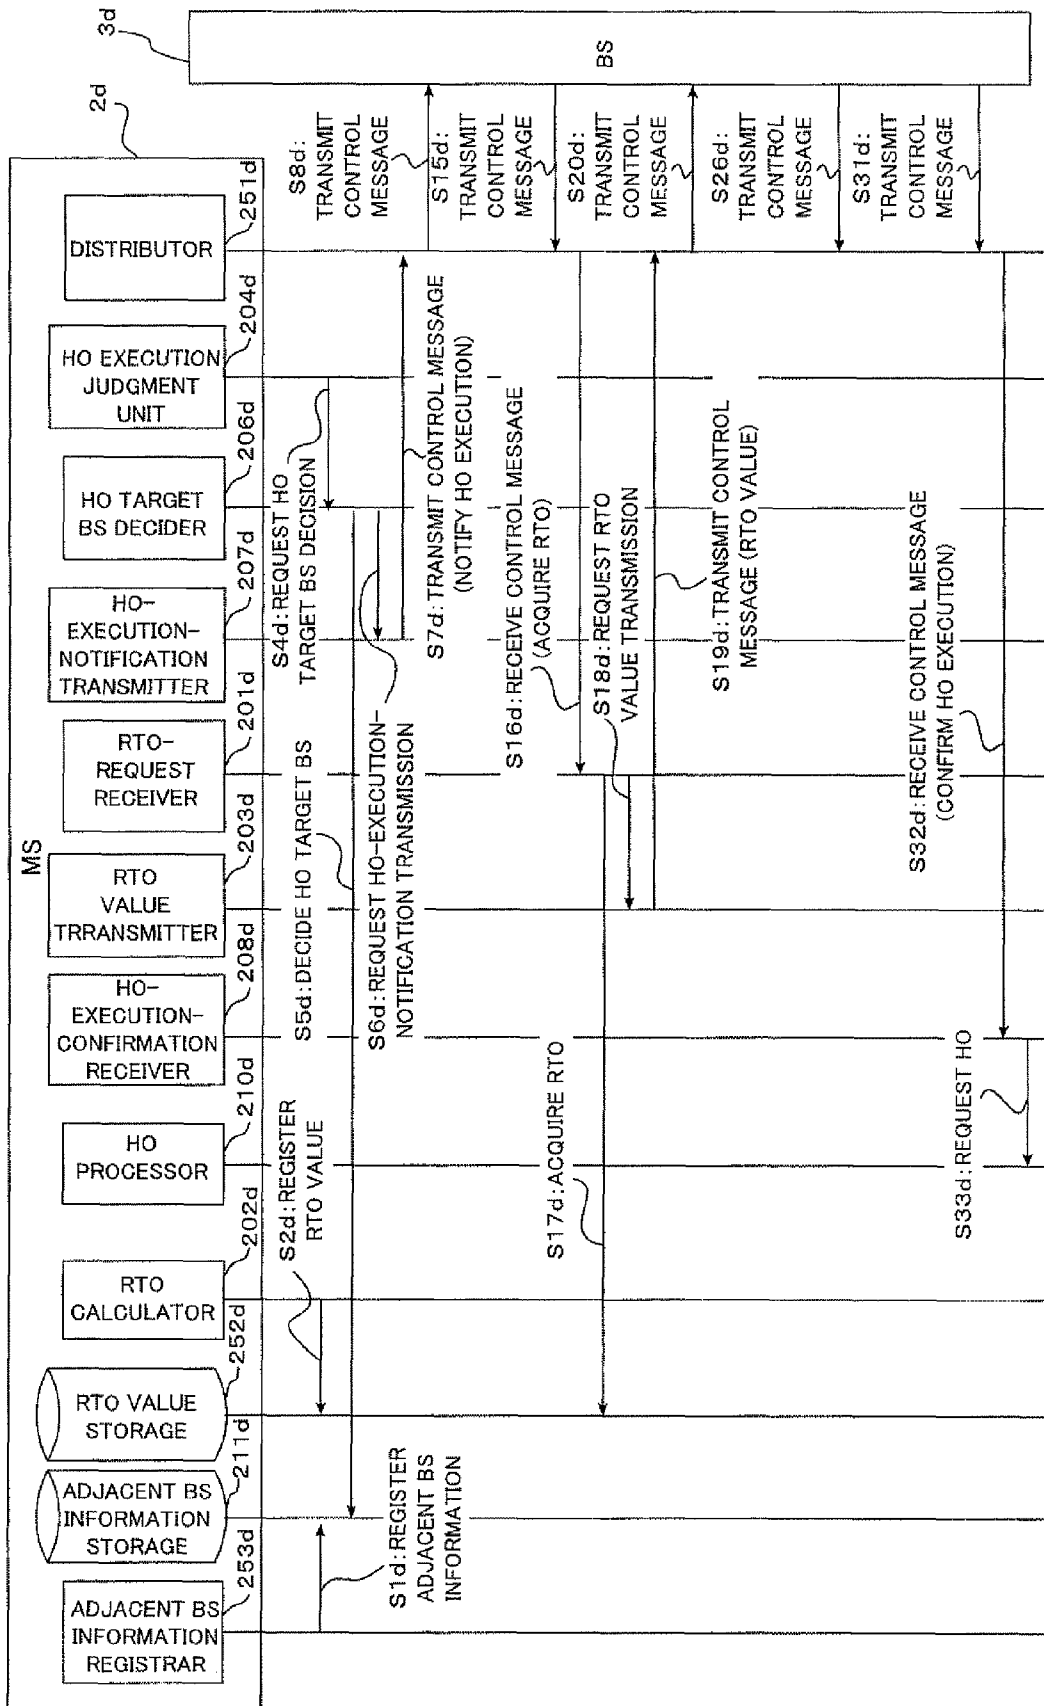 MS
2d
ADJACENT BS
INFORMATION
REGISTRAR
253d
ADJACENT BS
INFORMATION
STORAGE
211d
RTO VALUE
STORAGE
252d
RTO
CALCULATOR
202d
HO
PROCESSOR
210d
HO-
EXECUTION-
CONFIRMATION
RECEIVER
208d
RTO
VALUE
TRRANSMITTER
203d
RTO-
REQUEST
RECEIVER
201d
HO-
EXECUTION-
NOTIFICATION
TRANSMITTER
207d
HO TARGET
BS DECIDER
206d
HO EXECUTION
JUDGMENT
UNIT
204d
DISTRIBUTOR
251d
3d
BS
S1d:REGISTER
ADJACENT BS
INFORMATION
S2d:REGISTER
RTO VALUE
S4d:REQUEST HO
TARGET BS DECISION
S5d:DECIDE HO TARGET BS
S6d:REQUEST HO-EXECUTION-
NOTIFICATION TRANSMISSION
S7d:TRANSMIT CONTROL MESSAGE
(NOTIFY HO EXECUTION)
S8d:
TRANSMIT
CONTROL
MESSAGE
S15d:
TRANSMIT
CONTROL
MESSAGE
S16d:RECEIVE CONTROL MESSAGE
(ACQUIRE RTO)
S17d:ACQUIRE RTO
S18d:REQUEST RTO
VALUE TRANSMISSION
S19d:TRANSMIT CONTROL
MESSAGE (RTO VALUE)
S20d:
TRANSMIT
CONTROL
MESSAGE
S26d:
TRANSMIT
CONTROL
MESSAGE
S31d:
TRANSMIT
CONTROL
MESSAGE
S32d:RECEIVE CONTROL MESSAGE
(CONFIRM HO EXECUTION)
S33d:REQUEST HO